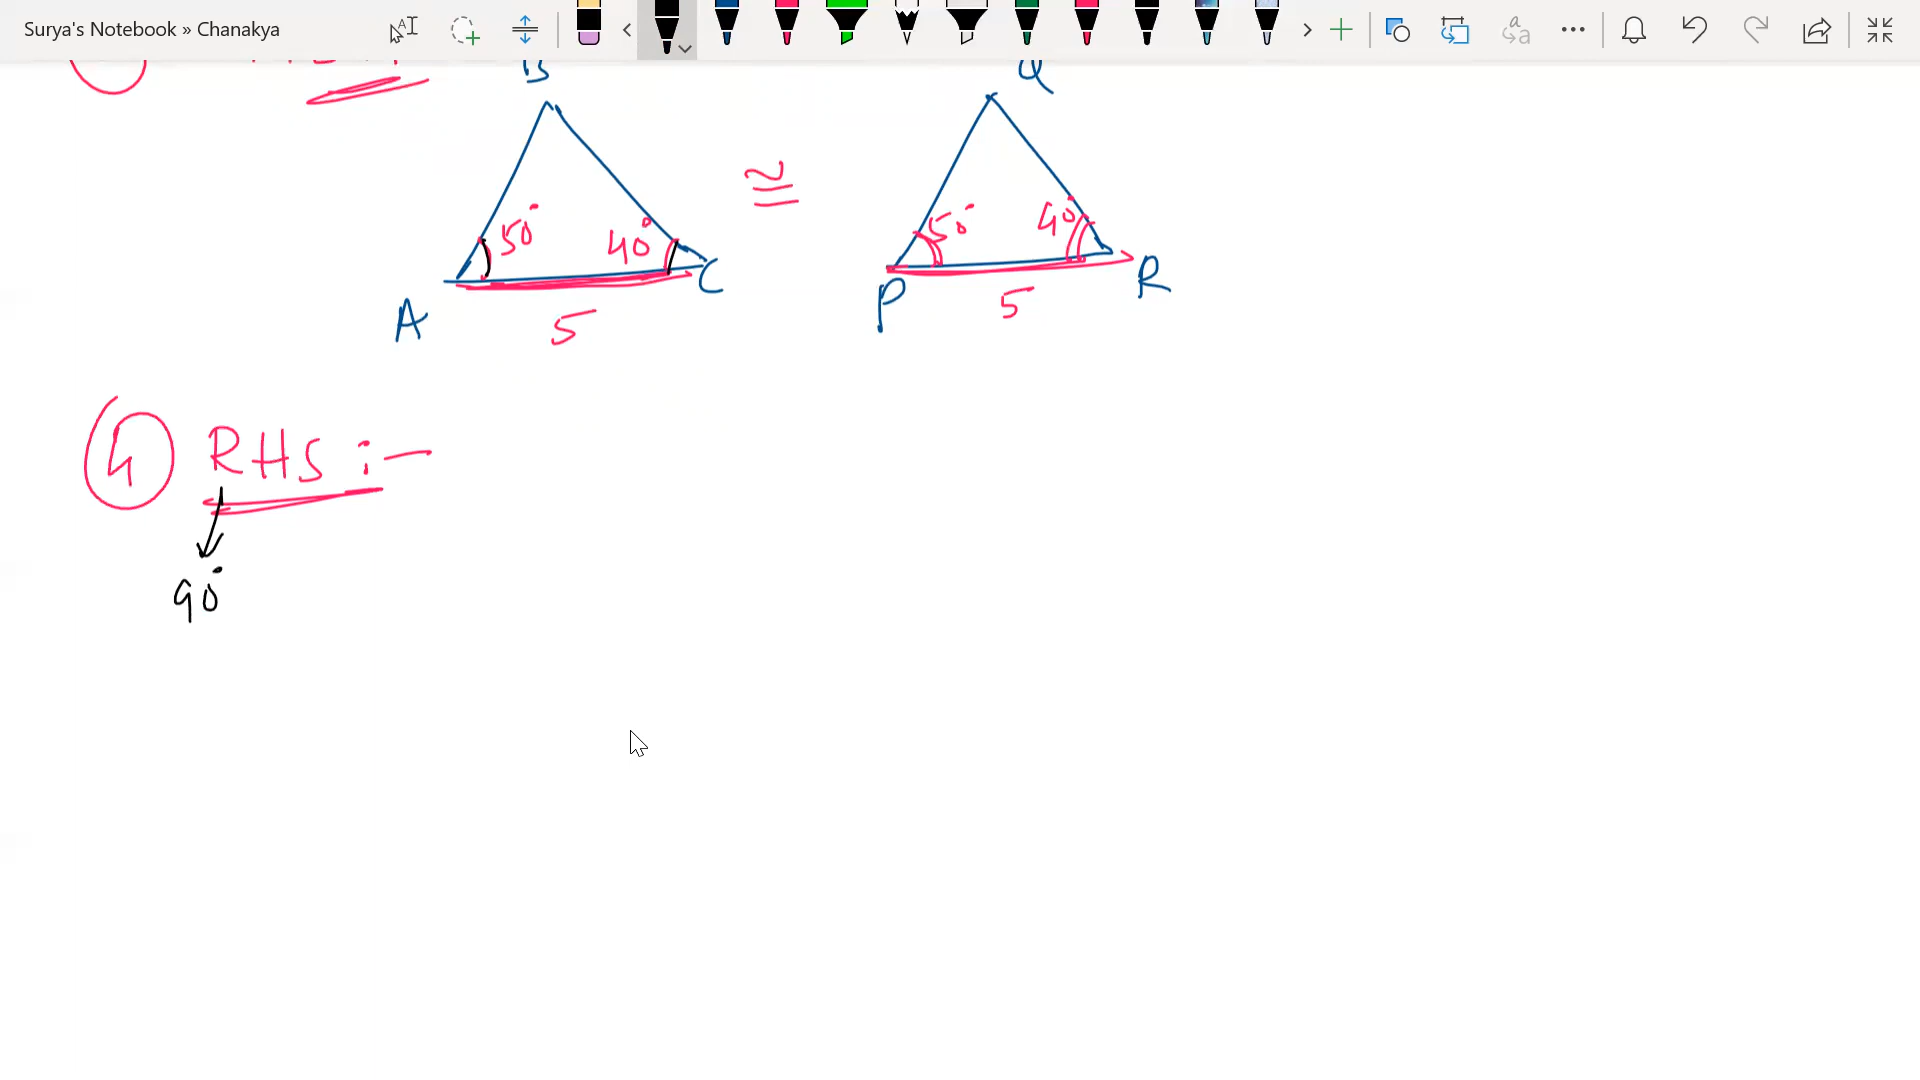 Surya's Notebook » Chanakya
B Q
50° 40° ≅ 50° 40°
A 5 C P 5 R
4 RHS :-
90°